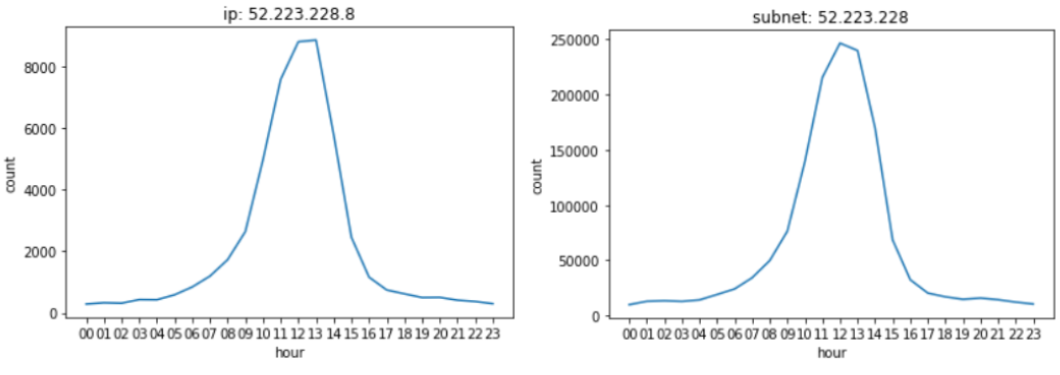 ip: 52.223.228.8
8000
6000
4000
2000
0
count
00 01 02 03 04 05 06 07 08 09 10 11 12 13 14 15 16 17 18 19 20 21 22 23
hour
subnet: 52.223.228
250000
200000
150000
100000
50000
0
count
00 01 02 03 04 05 06 07 08 09 10 11 12 13 14 15 16 17 18 19 20 21 22 23
hour